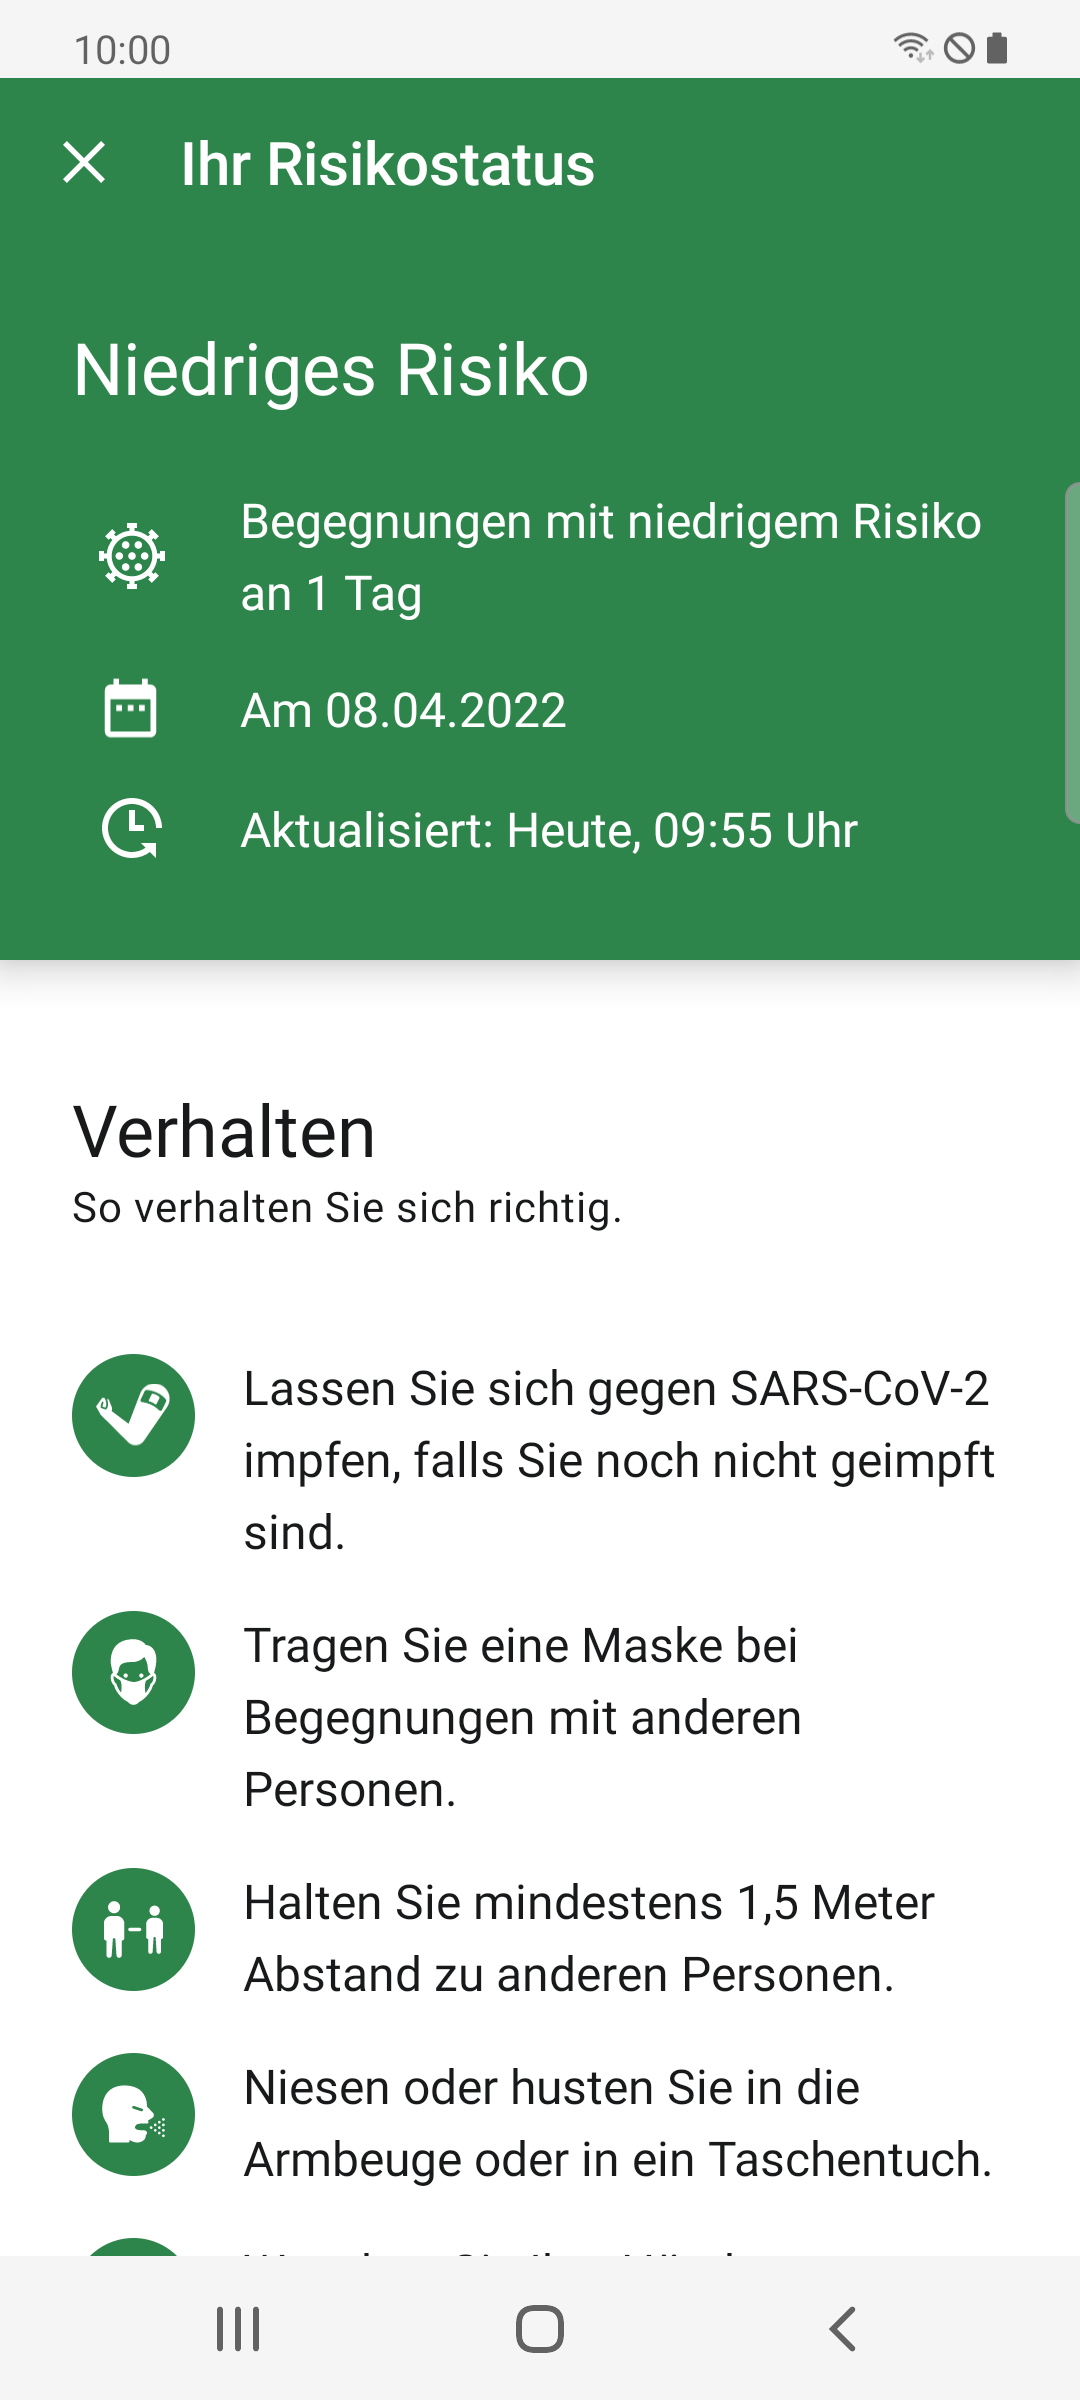 10:00
Ihr Risikostatus
Niedriges Risiko
Begegnungen mit niedrigem Risiko
an 1 Tag
Am 08.04.2022
Aktualisiert: Heute, 09:55 Uhr
Verhalten
So verhalten Sie sich richtig.
Lassen Sie sich gegen SARS-CoV-2
impfen, falls Sie noch nicht geimpft
sind.
Tragen Sie eine Maske bei
Begegnungen mit anderen
Personen.
Halten Sie mindestens 1,5 Meter
Abstand zu anderen Personen.
Niesen oder husten Sie in die
Armbeuge oder in ein Taschentuch.